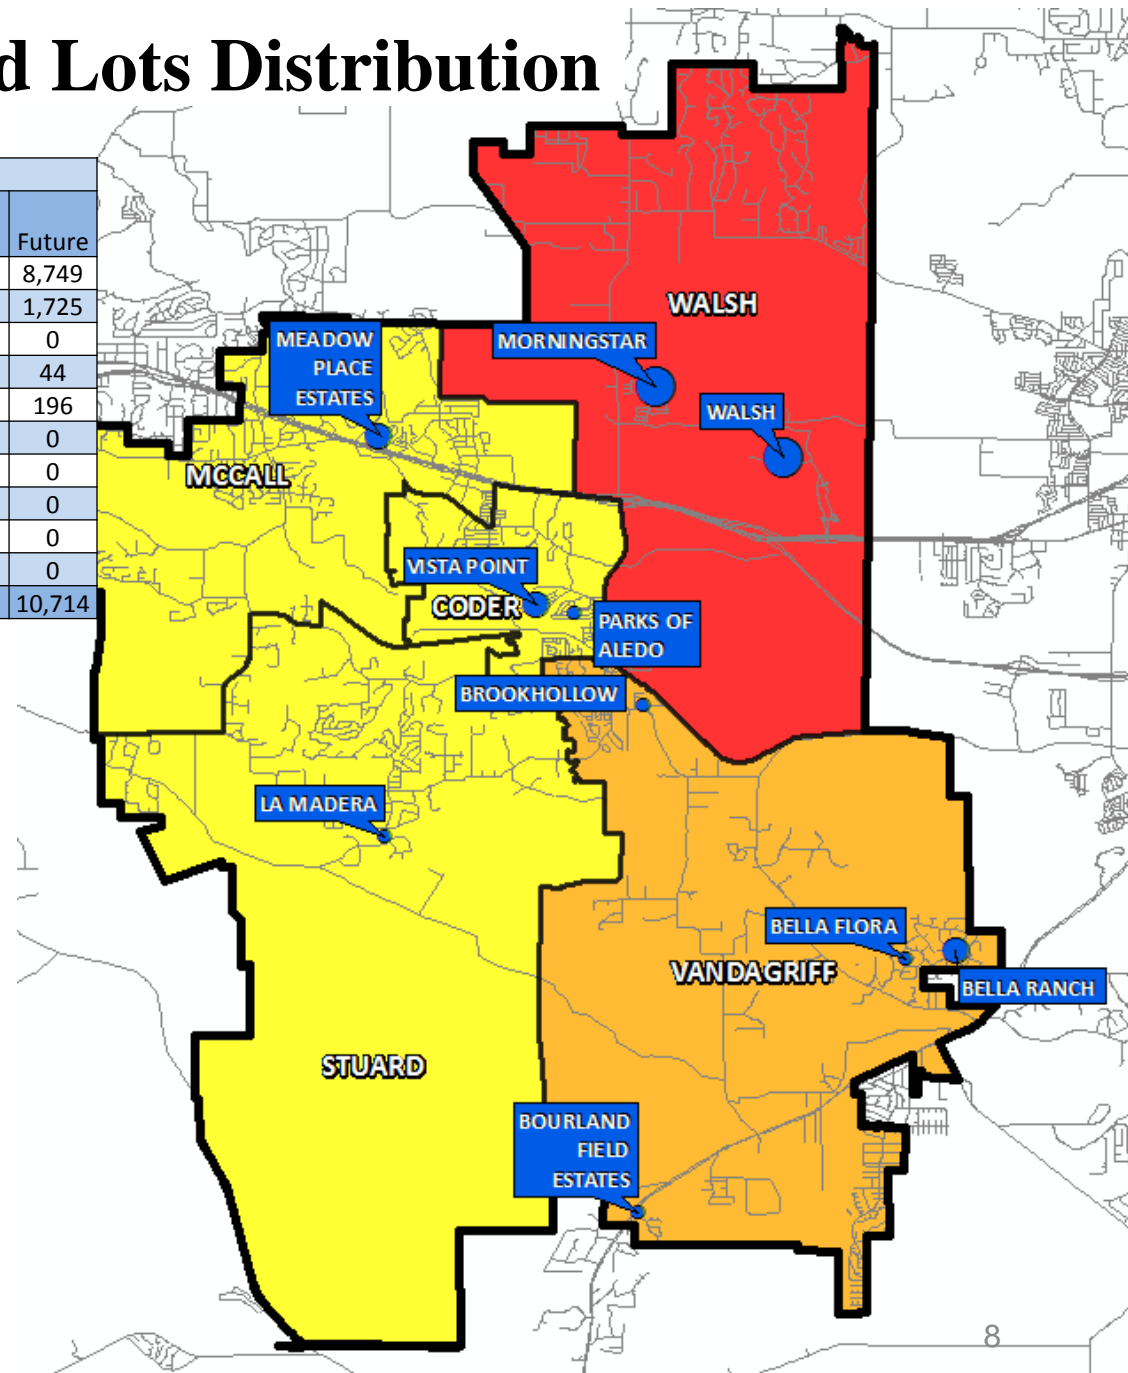 d Lots Distribution
Future
8,749
1,725
0
44
196
0
0
0
0
0
10,714
WALSH
MEADOW
PLACE
ESTATES
MORNINGSTAR
WALSH
MCCALL
VISTA POINT
CODER
PARKS OF
ALEDO
BROOKHOLLOW
LA MADERA
BELLA FLORA
VANDAGRIFF
BELLA RANCH
STUARD
BOURLAND
FIELD
ESTATES
8